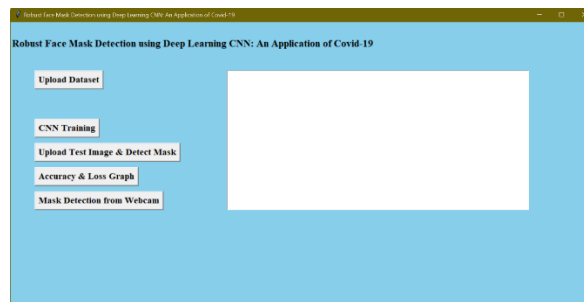 Robust Face Mask Detection using Deep Learning CNN: An Application of Covid-19
Robust Face Mask Detection using Deep Learning CNN: An Application of Covid-19
Upload Dataset
CNN Training
Upload Test Image & Detect Mask
Accuracy & Loss Graph
Mask Detection from Webcam